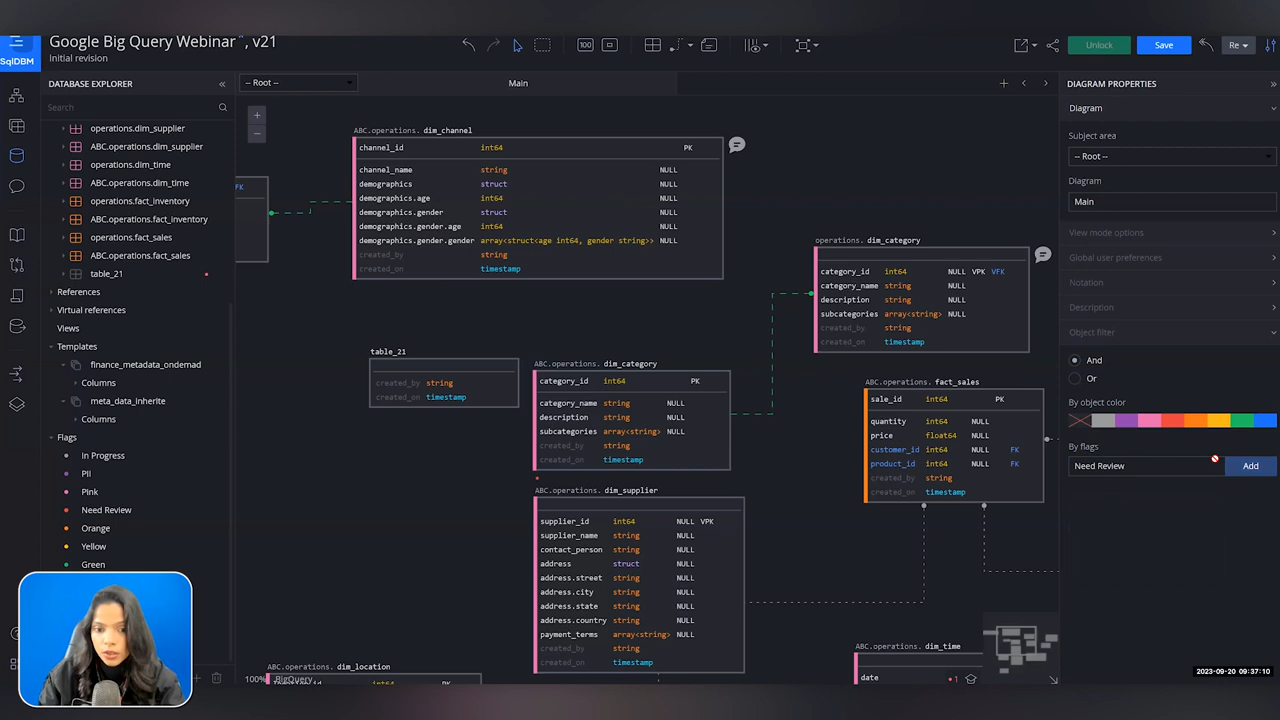 Google Big Query Webinar¨, v21
Initial revision
SqlDBM
100
Unlock
Save
Re
DATABASE EXPLORER
Search
operations.dim_supplier
ABC.operations.dim_supplier
operations.dim_time
ABC.operations.dim_time
operations.fact_inventory
ABC.operations.fact_inventory
operations.fact_sales
ABC.operations.fact_sales
table_21
References
Virtual references
Views
Templates
finance_metadata_ondemad
Columns
meta_data_inherite
Columns
Flags
In Progress
PII
Pink
Need Review
Orange
Yellow
Green
-- Root --
Main
FK
ABC.operations. dim_channel
channel_id int64 PK
channel_name string NULL
demographics struct NULL
demographics.age int64 NULL
demographics.gender struct NULL
demographics.gender.age int64 NULL
demographics.gender.gender array<struct<age int64, gender string>> NULL
created_by string
created_on timestamp
operations. dim_category
category_id int64 NULL VPK VFK
category_name string NULL
description string NULL
subcategories array<string> NULL
created_by string
created_on timestamp
table_21
created_by string
created_on timestamp
ABC.operations. dim_category
category_id int64 PK
category_name string NULL
description string NULL
subcategories array<string> NULL
created_by string
created_on timestamp
ABC.operations. fact_sales
sale_id int64 PK
quantity int64 NULL
price float64 NULL
customer_id int64 NULL FK
product_id int64 NULL FK
created_by string
created_on timestamp
ABC.operations. dim_supplier
supplier_id int64 NULL VPK
supplier_name string NULL
contact_person string NULL
address struct NULL
address.street string NULL
address.city string NULL
address.state string NULL
address.country string NULL
payment_terms array<string> NULL
created_by string
created_on timestamp
ABC.operations. dim_location
PK
ABC.operations. dim_time
date 1
100% BigQuery
DIAGRAM PROPERTIES
Diagram
Subject area
-- Root --
Diagram
Main
View mode options
Global user preferences
Notation
Description
Object filter
And
Or
By object color
By flags
Need Review
Add
2023-09-20 09:37:10